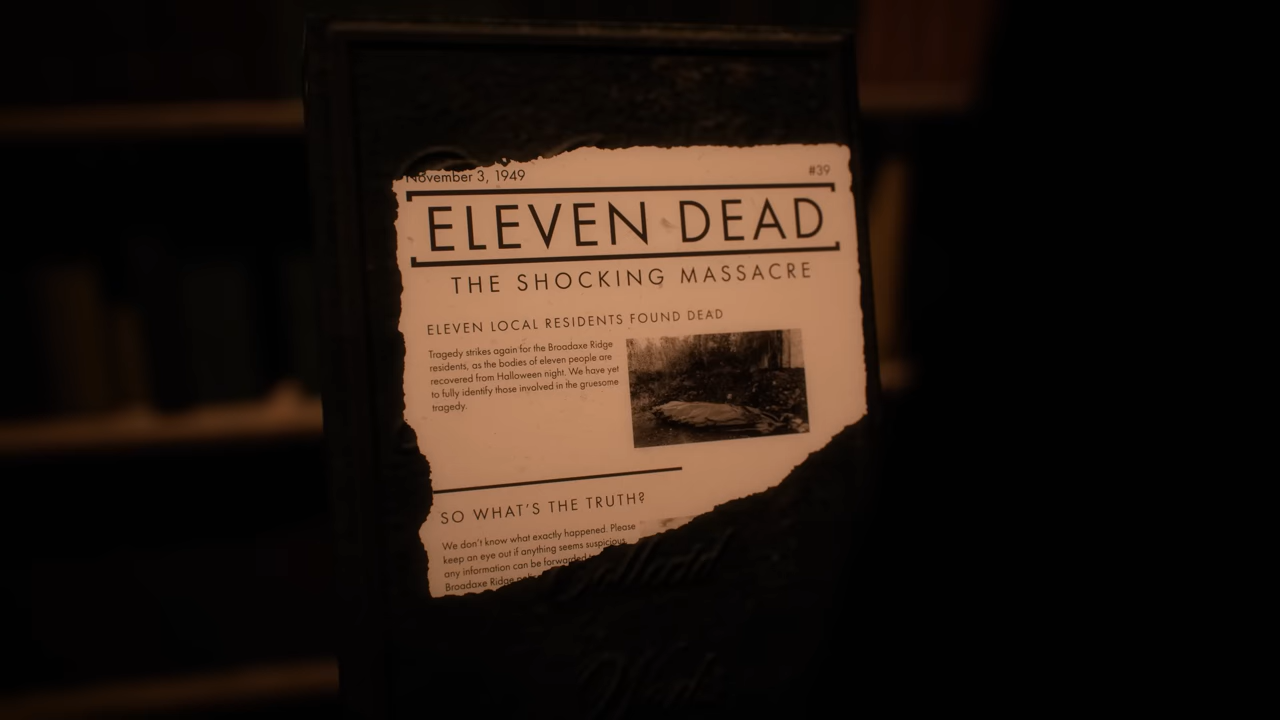 November 3, 1949
#39
ELEVEN DEAD
THE SHOCKING MASSACRE
ELEVEN LOCAL RESIDENTS FOUND DEAD
Tragedy strikes again for the Broadaxe Ridge
residents, as the bodies of eleven people are
recovered from Halloween night. We have yet
to fully identify those involved in the gruesome
tragedy.
SO WHAT'S THE TRUTH?
We don't know what exactly happened. Please
keep an eye out if anything seems suspicious,
any information can be forwarded
Broadaxe Ridge